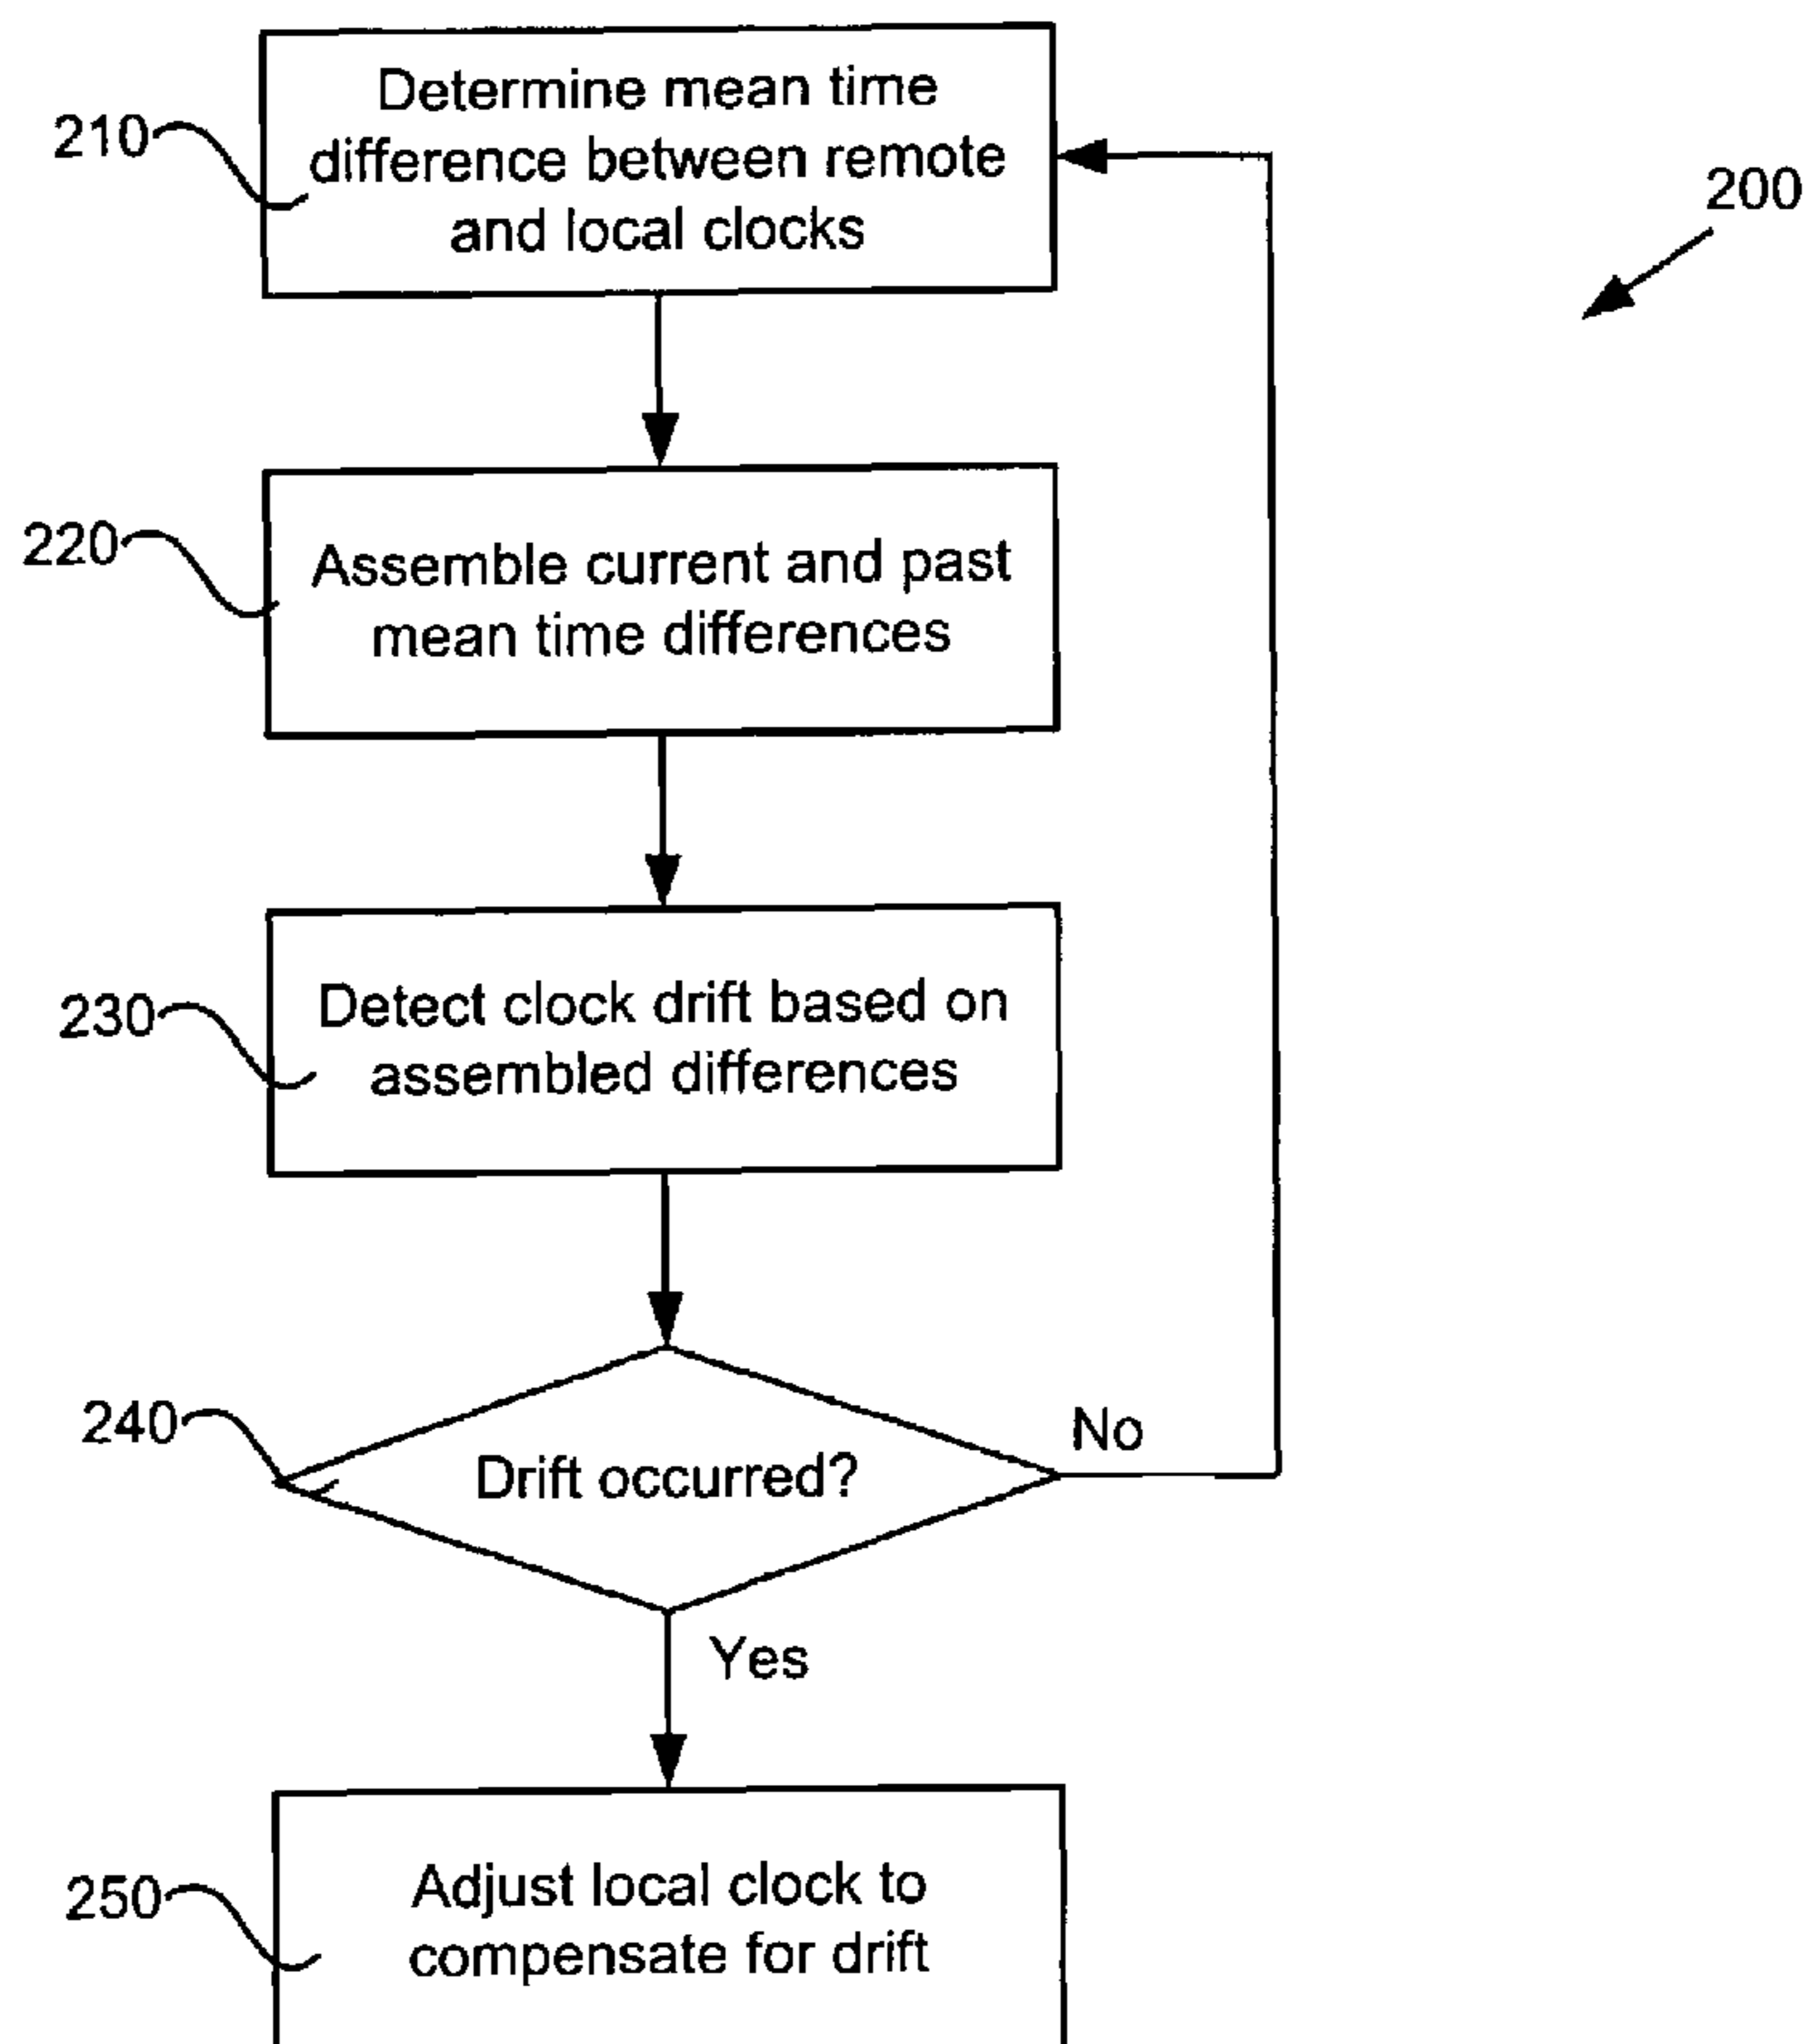 210
Determine mean time
difference between remote
and local clocks
200
220
Assemble current and past
mean time differences
230
Detect clock drift based on
assembled differences
240
Drift occurred?
No
Yes
250
Adjust local clock to
compensate for drift